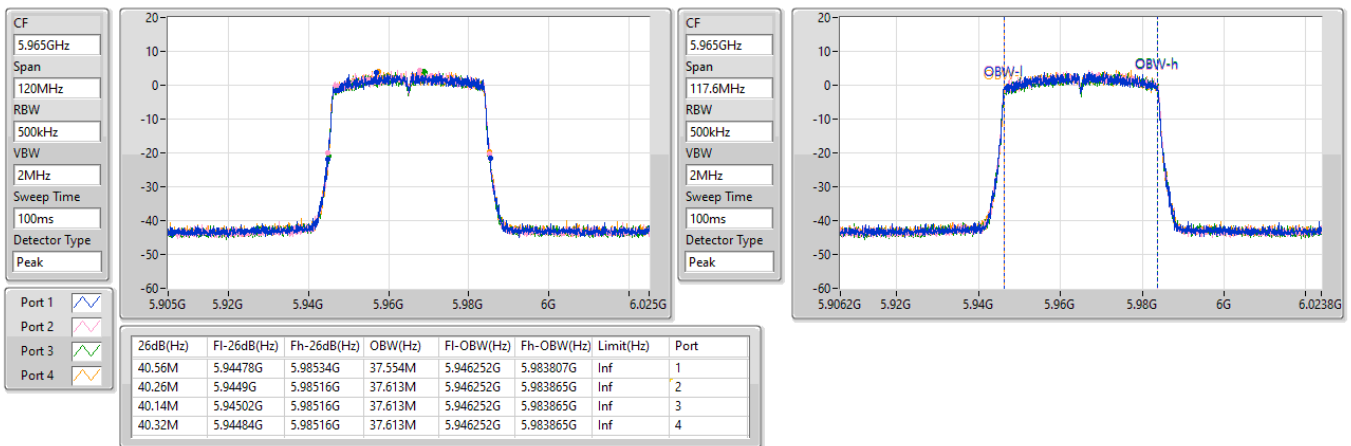 CF
5.965GHz
Span
120MHz
RBW
500kHz
VBW
2MHz
Sweep Time
100ms
Detector Type
Peak
20
10
0
-10
-20
-30
-40
-50
-60
5.905G 5.92G 5.94G 5.96G 5.98G 6G 6.025G
CF
5.965GHz
Span
117.6MHz
RBW
500kHz
VBW
2MHz
Sweep Time
100ms
Detector Type
Peak
20
10
0
-10
-20
-30
-40
-50
-60
OBW-l
OBW-h
5.9062G 5.92G 5.94G 5.96G 5.98G 6G 6.0238G
Port 1
Port 2
Port 3
Port 4
26dB(Hz) Fl-26dB(Hz) Fh-26dB(Hz) OBW(Hz) Fl-OBW(Hz) Fh-OBW(Hz) Limit(Hz) Port
40.56M 5.94478G 5.98534G 37.554M 5.946252G 5.983807G Inf 1
40.26M 5.9449G 5.98516G 37.613M 5.946252G 5.983865G Inf 2
40.14M 5.94502G 5.98516G 37.613M 5.946252G 5.983865G Inf 3
40.32M 5.94484G 5.98516G 37.613M 5.946252G 5.983865G Inf 4